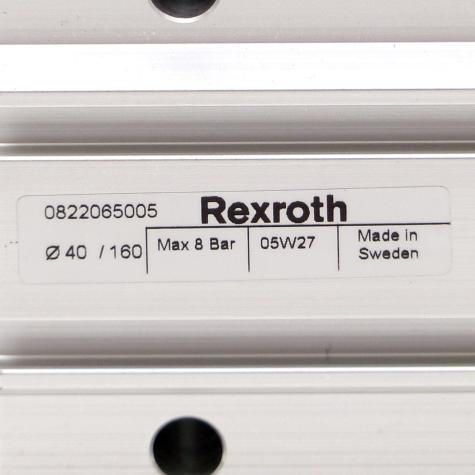 0822065005 Rexroth
Ø 40 / 160 Max 8 Bar 05W27 Made in
Sweden